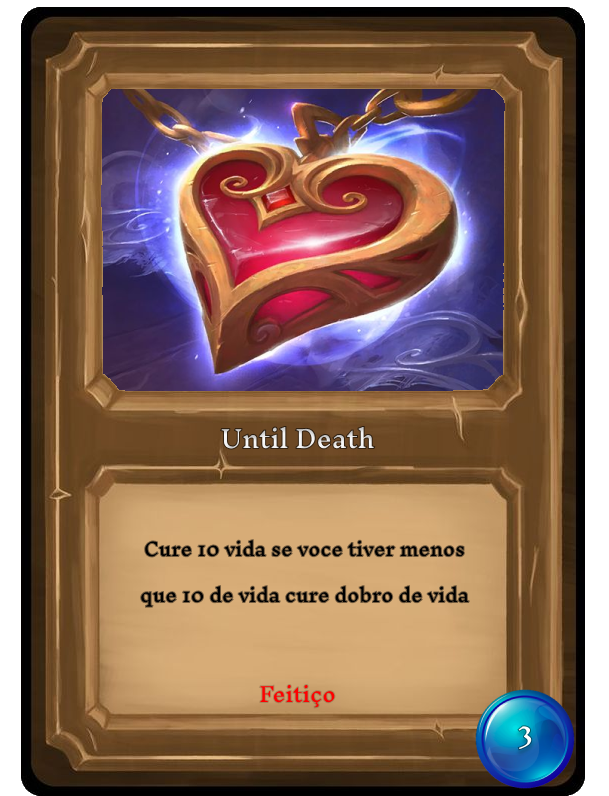 Until Death
Cure 10 vida se voce tiver menos
que 10 de vida cure dobro de vida
Feitiço
3